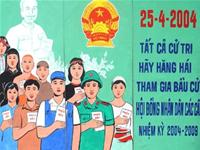 25-4-2004
TẤT CẢ CỬ TRI
HÃY HĂNG HÁI
THAM GIA BẦU CỬ
HỘI ĐỒNG NHÂN DÂN CÁC CẤP
NHIỆM KỲ 2004-2009